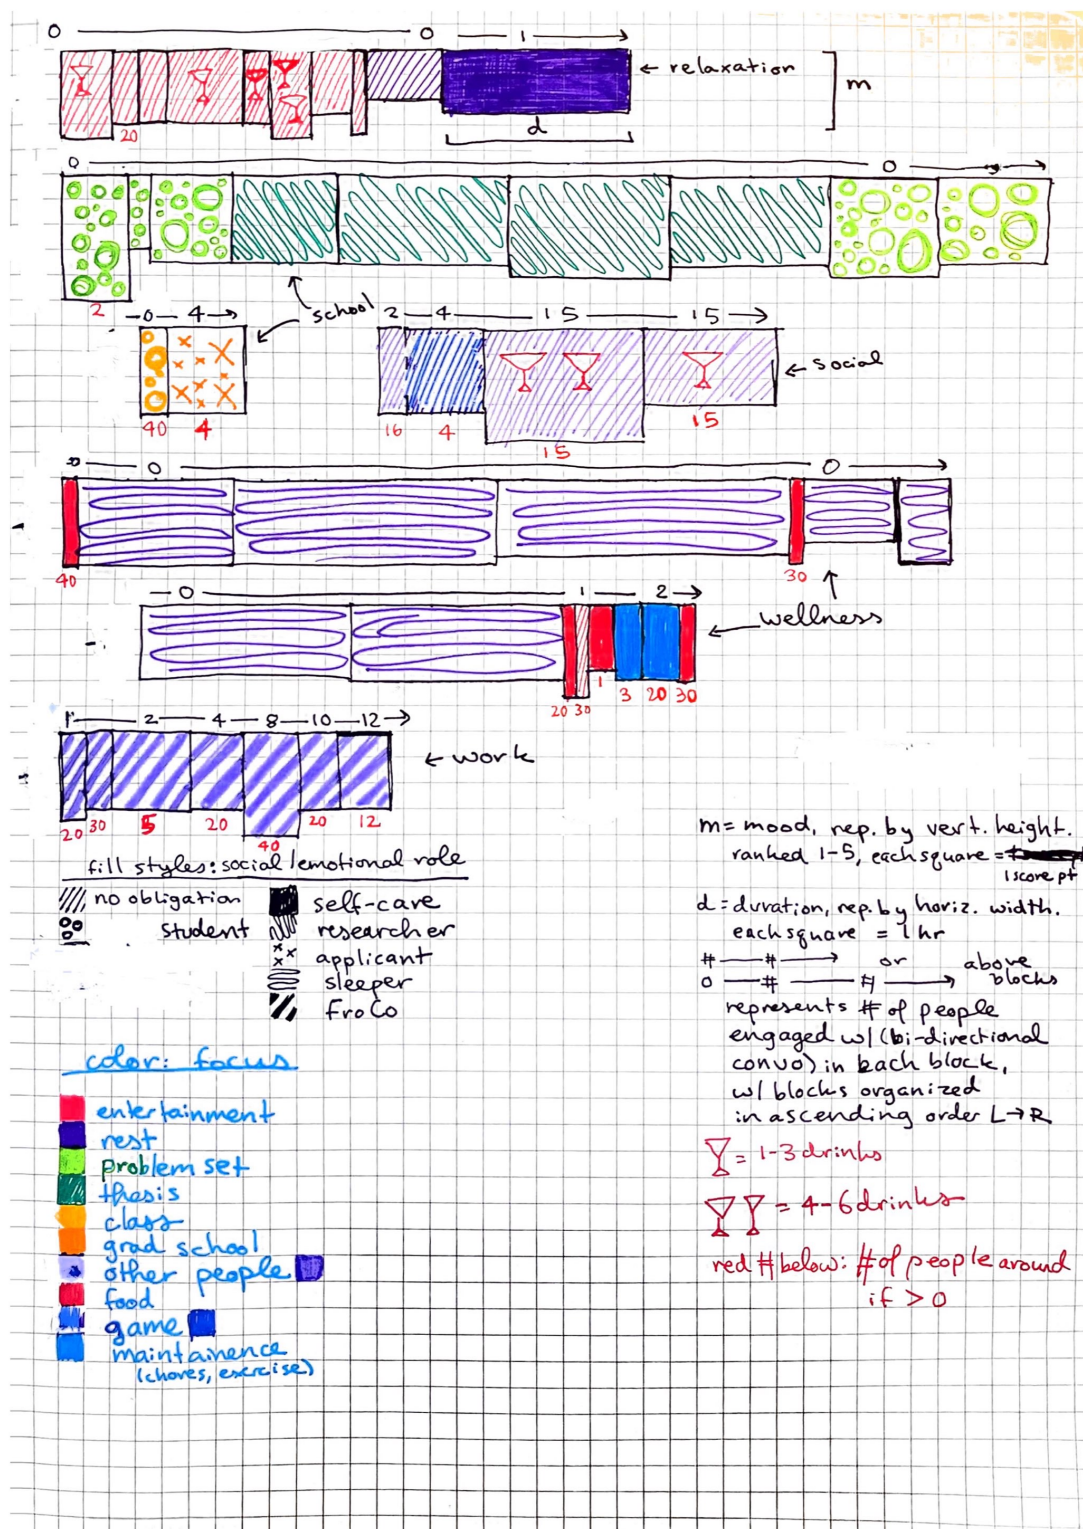 0 0 1
← relaxation
m
20
d
0 0
2
school
0 4
40 4
2 4 15 15
← social
16 4 15 15
0 0 0
40 30
0 1 2
wellness
20 30 1 3 20 30
1 2 4 8 10 12
← work
20 30 5 20 40 20 12
fill styles: social/emotional role
no obligation
student
self-care
researcher
applicant
sleeper
FroCo
color: focus
entertainment
rest
problem set
thesis
class
grad school
other people
food
game
maintainence
(chores, exercise)
m = mood, rep. by vert. height.
ranked 1-5, each square =
1 score pt
d = duration, rep. by horiz. width.
each square = 1 hr
# — # → or above
0 — # — # → blocks
represents # of people
engaged w/ (bi-directional
convo) in each block,
w/ blocks organized
in ascending order L→R
= 1-3 drinks
= 4-6 drinks
red # below: # of people around
if > 0